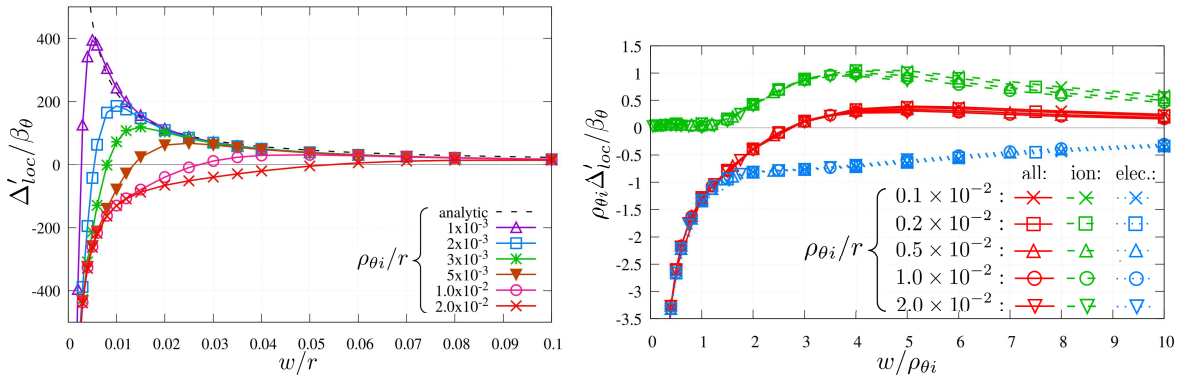 400
200
0
-200
-400
Δ′loc/βθ
0 0.01 0.02 0.03 0.04 0.05 0.06 0.07 0.08 0.09 0.1
w/r
ρθi/r
analytic
1x10-3
2x10-3
3x10-3
5x10-3
1.0x10-2
2.0x10-2
1.5
1
0.5
0
-0.5
-1
-1.5
-2
-2.5
-3
-3.5
ρθiΔ′loc/βθ
0 1 2 3 4 5 6 7 8 9 10
w/ρθi
all: ion: elec.:
ρθi/r
0.1 × 10−2 :
0.2 × 10−2 :
0.5 × 10−2 :
1.0 × 10−2 :
2.0 × 10−2 :